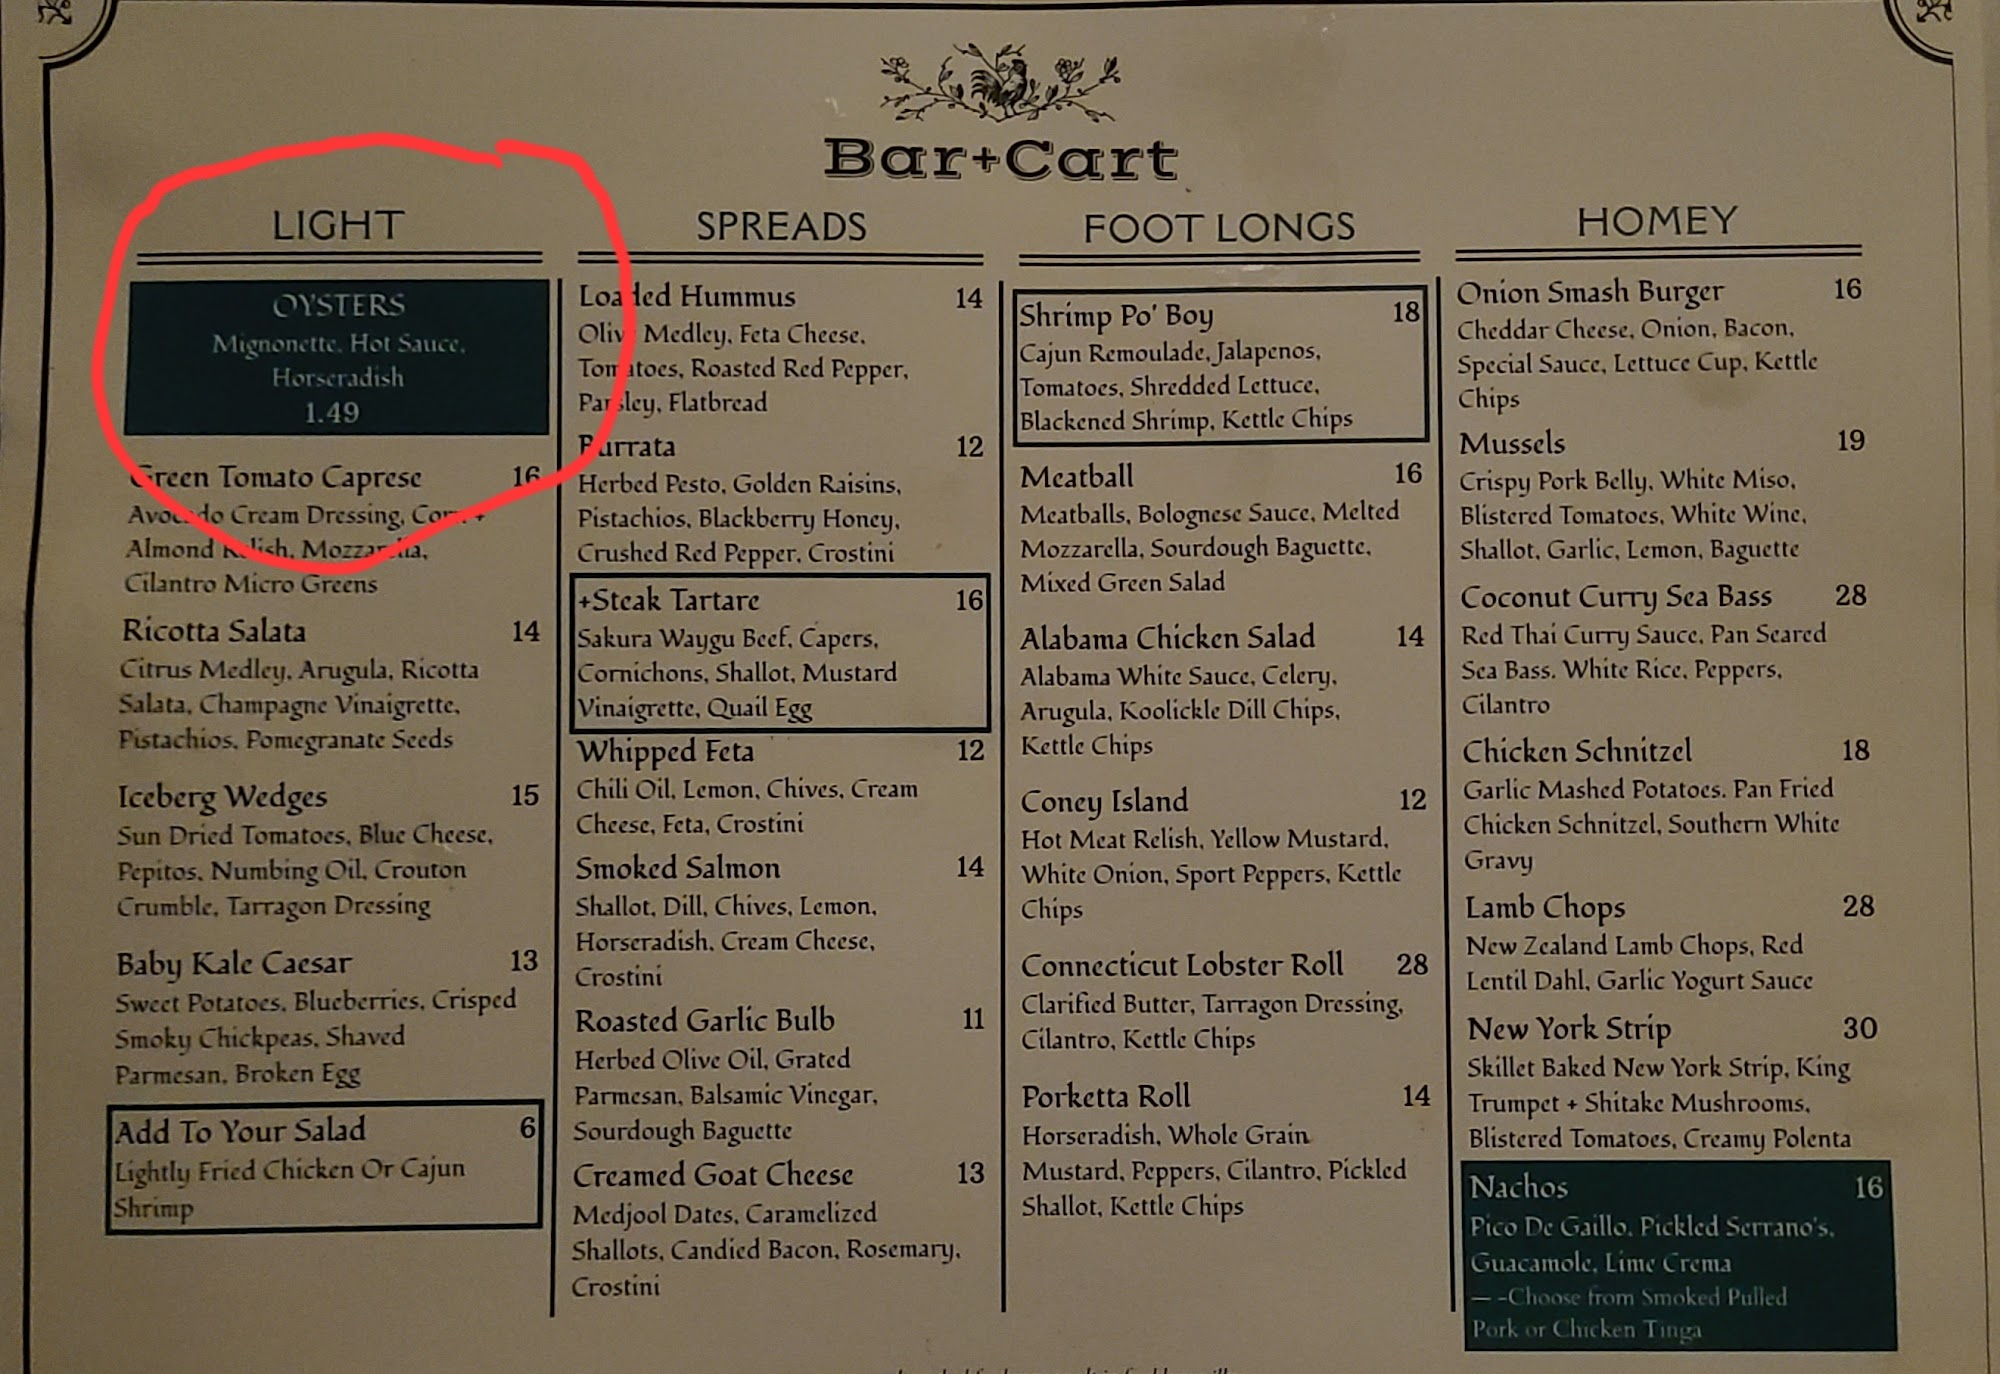 Bar+Cart
LIGHT
OYSTERS
Mignonette, Hot Sauce,
Horseradish
1.49
Green Tomato Caprese 16
Avocado Cream Dressing, Corn +
Almond Relish, Mozzarella,
Cilantro Micro Greens
Ricotta Salata 14
Citrus Medley, Arugula, Ricotta
Salata, Champagne Vinaigrette,
Pistachios, Pomegranate Seeds
Iceberg Wedges 15
Sun Dried Tomatoes, Blue Cheese,
Pepitos, Numbing Oil, Crouton
Crumble, Tarragon Dressing
Baby Kale Caesar 13
Sweet Potatoes, Blueberries, Crisped
Smoky Chickpeas, Shaved
Parmesan, Broken Egg
Add To Your Salad 6
Lightly Fried Chicken Or Cajun
Shrimp
SPREADS
Loaded Hummus 14
Olive Medley, Feta Cheese,
Tomatoes, Roasted Red Pepper,
Parsley, Flatbread
Burrata 12
Herbed Pesto, Golden Raisins,
Pistachios, Blackberry Honey,
Crushed Red Pepper, Crostini
+Steak Tartare 16
Sakura Waygu Beef, Capers,
Cornichons, Shallot, Mustard
Vinaigrette, Quail Egg
Whipped Feta 12
Chili Oil, Lemon, Chives, Cream
Cheese, Feta, Crostini
Smoked Salmon 14
Shallot, Dill, Chives, Lemon,
Horseradish, Cream Cheese,
Crostini
Roasted Garlic Bulb 11
Herbed Olive Oil, Grated
Parmesan, Balsamic Vinegar,
Sourdough Baguette
Creamed Goat Cheese 13
Medjool Dates, Caramelized
Shallots, Candied Bacon, Rosemary,
Crostini
FOOT LONGS
Shrimp Po' Boy 18
Cajun Remoulade, Jalapenos,
Tomatoes, Shredded Lettuce,
Blackened Shrimp, Kettle Chips
Meatball 16
Meatballs, Bolognese Sauce, Melted
Mozzarella, Sourdough Baguette,
Mixed Green Salad
Alabama Chicken Salad 14
Alabama White Sauce, Celery,
Arugula, Koolickle Dill Chips,
Kettle Chips
Coney Island 12
Hot Meat Relish, Yellow Mustard,
White Onion, Sport Peppers, Kettle
Chips
Connecticut Lobster Roll 28
Clarified Butter, Tarragon Dressing,
Cilantro, Kettle Chips
Porketta Roll 14
Horseradish, Whole Grain
Mustard, Peppers, Cilantro, Pickled
Shallot, Kettle Chips
HOMEY
Onion Smash Burger 16
Cheddar Cheese, Onion, Bacon,
Special Sauce, Lettuce Cup, Kettle
Chips
Mussels 19
Crispy Pork Belly, White Miso,
Blistered Tomatoes, White Wine,
Shallot, Garlic, Lemon, Baguette
Coconut Curry Sea Bass 28
Red Thai Curry Sauce, Pan Seared
Sea Bass. White Rice, Peppers,
Cilantro
Chicken Schnitzel 18
Garlic Mashed Potatoes. Pan Fried
Chicken Schnitzel, Southern White
Gravy
Lamb Chops 28
New Zealand Lamb Chops, Red
Lentil Dahl, Garlic Yogurt Sauce
New York Strip 30
Skillet Baked New York Strip, King
Trumpet + Shitake Mushrooms,
Blistered Tomatoes, Creamy Polenta
Nachos 16
Pico De Gaillo, Pickled Serrano's,
Guacamole, Lime Crema
— -Choose from Smoked Pulled
Pork or Chicken Tinga